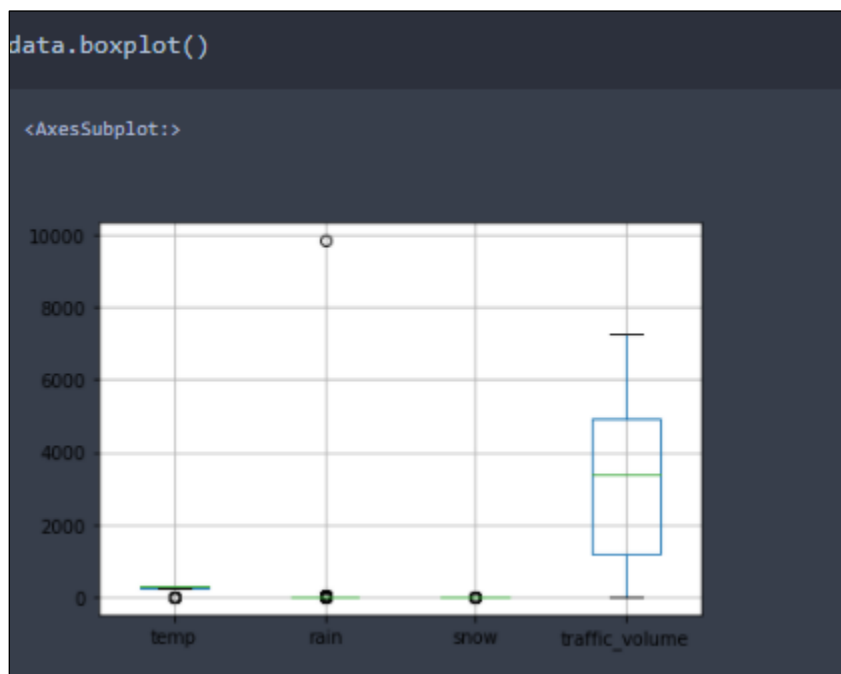 data.boxplot()
<AxesSubplot:>
10000
8000
6000
4000
2000
0
temp rain snow traffic_volume